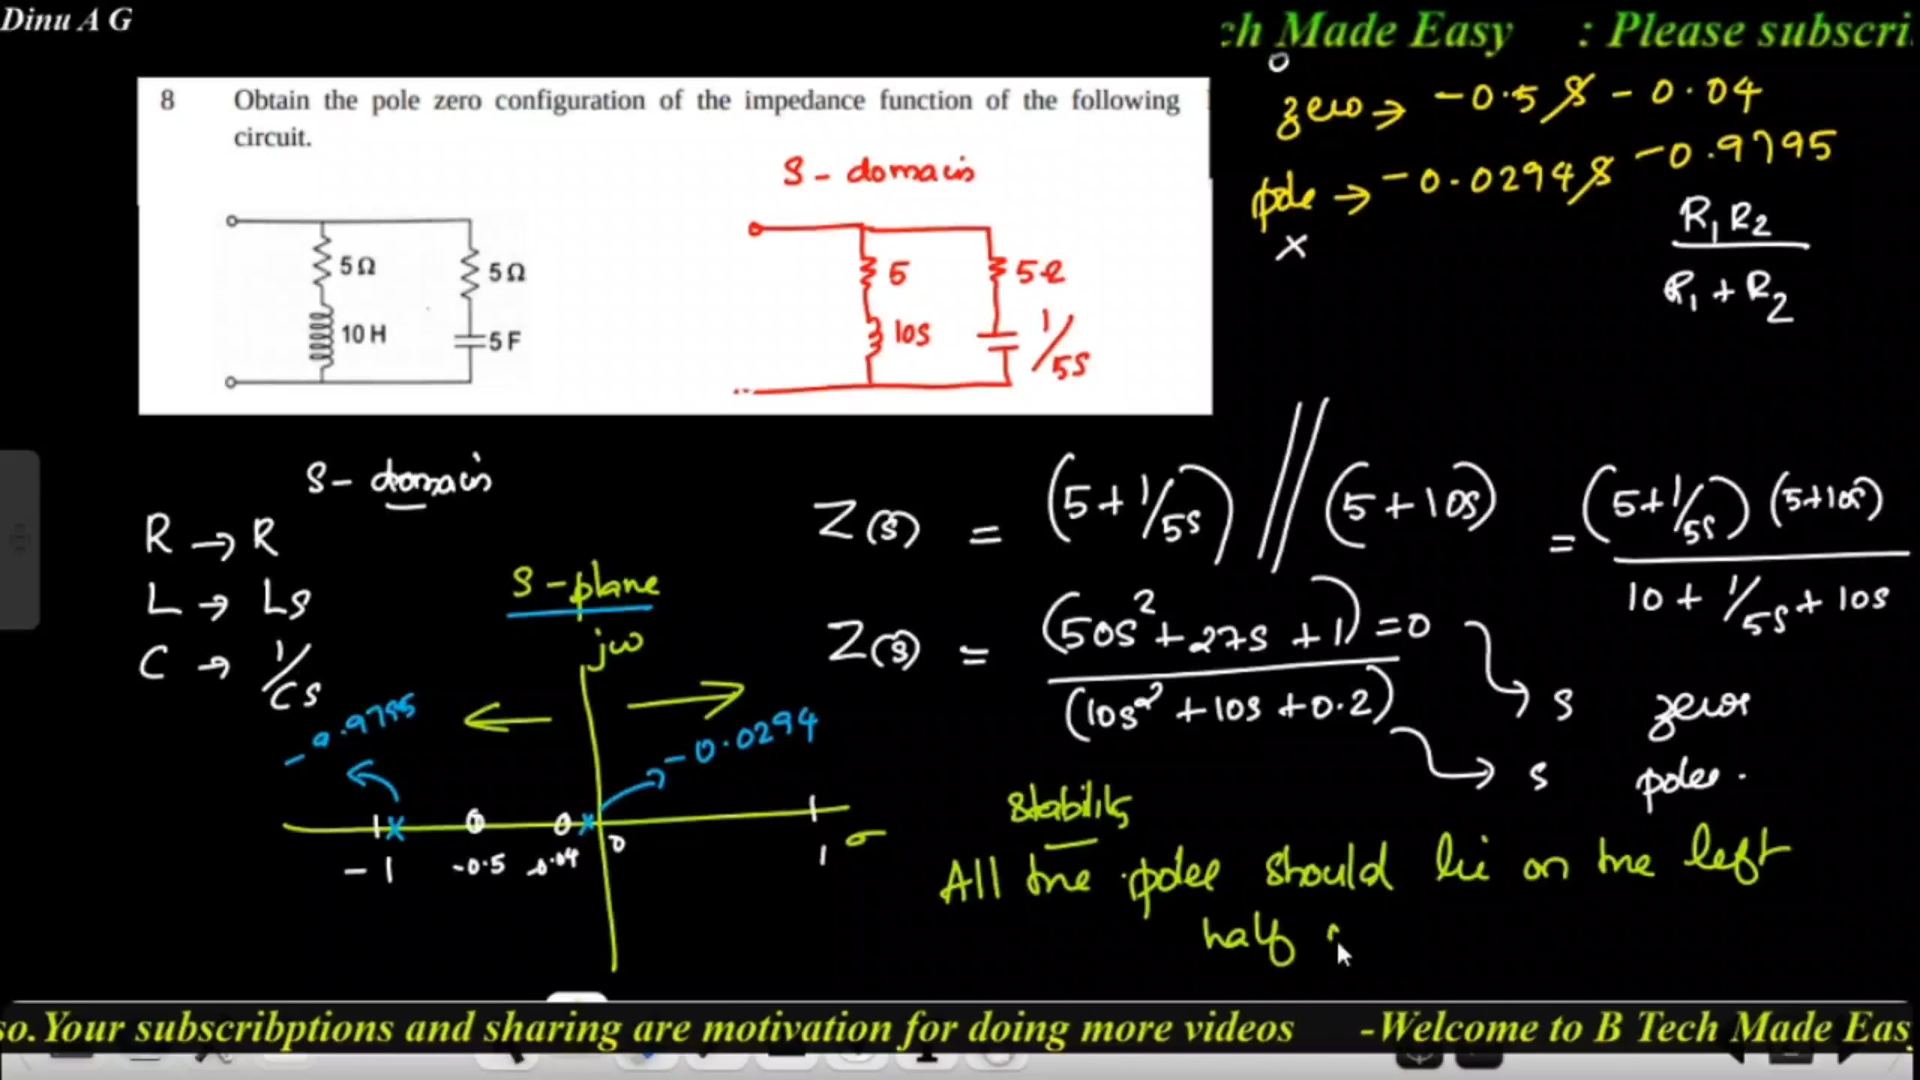 Dinu A G
ch Made Easy : Please subscri
8 Obtain the pole zero configuration of the impedance function of the following
circuit.
5 Ω
5 Ω
10 H
5 F
S - domain
5
5Ω
10s
1/5s
o
zero → -0.5 & -0.04
pole → -0.0294 & -0.9795
x
R₁ R₂
R₁ + R₂
S - domain
R → R
L → Ls
C → 1/Cs
Z(s) = (5+1/5s) // (5+10s) = (5+1/5s) (5+10s)
10 + 1/5s + 10s
Z(s) = (50s² + 27s + 1) = 0
(10s² + 10s + 0.2)
s zeros
s poles.
S - plane
jω
-0.9795
-0.0294
-1
-0.5
-0.04
0
1
σ
Stability
All the poles should lie on the left
half
so.Your subscribptions and sharing are motivation for doing more videos -Welcome to B Tech Made Eas